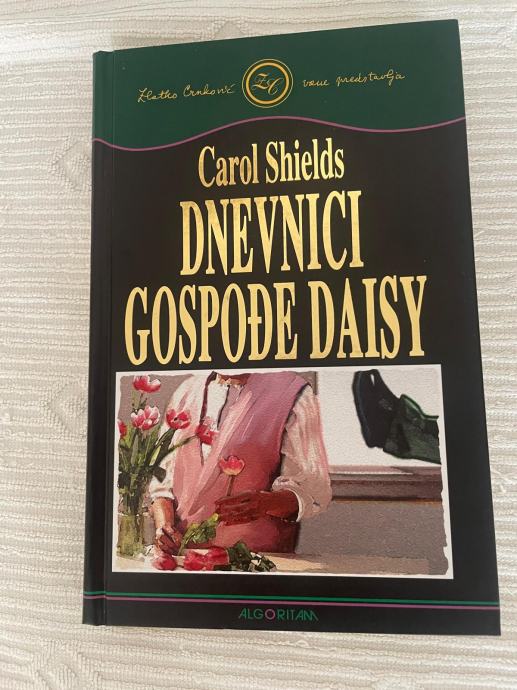 Zlatko Crnković ZC vam predstavlja
Carol Shields
DNEVNICI
GOSPOĐE DAISY
ALGORITAM